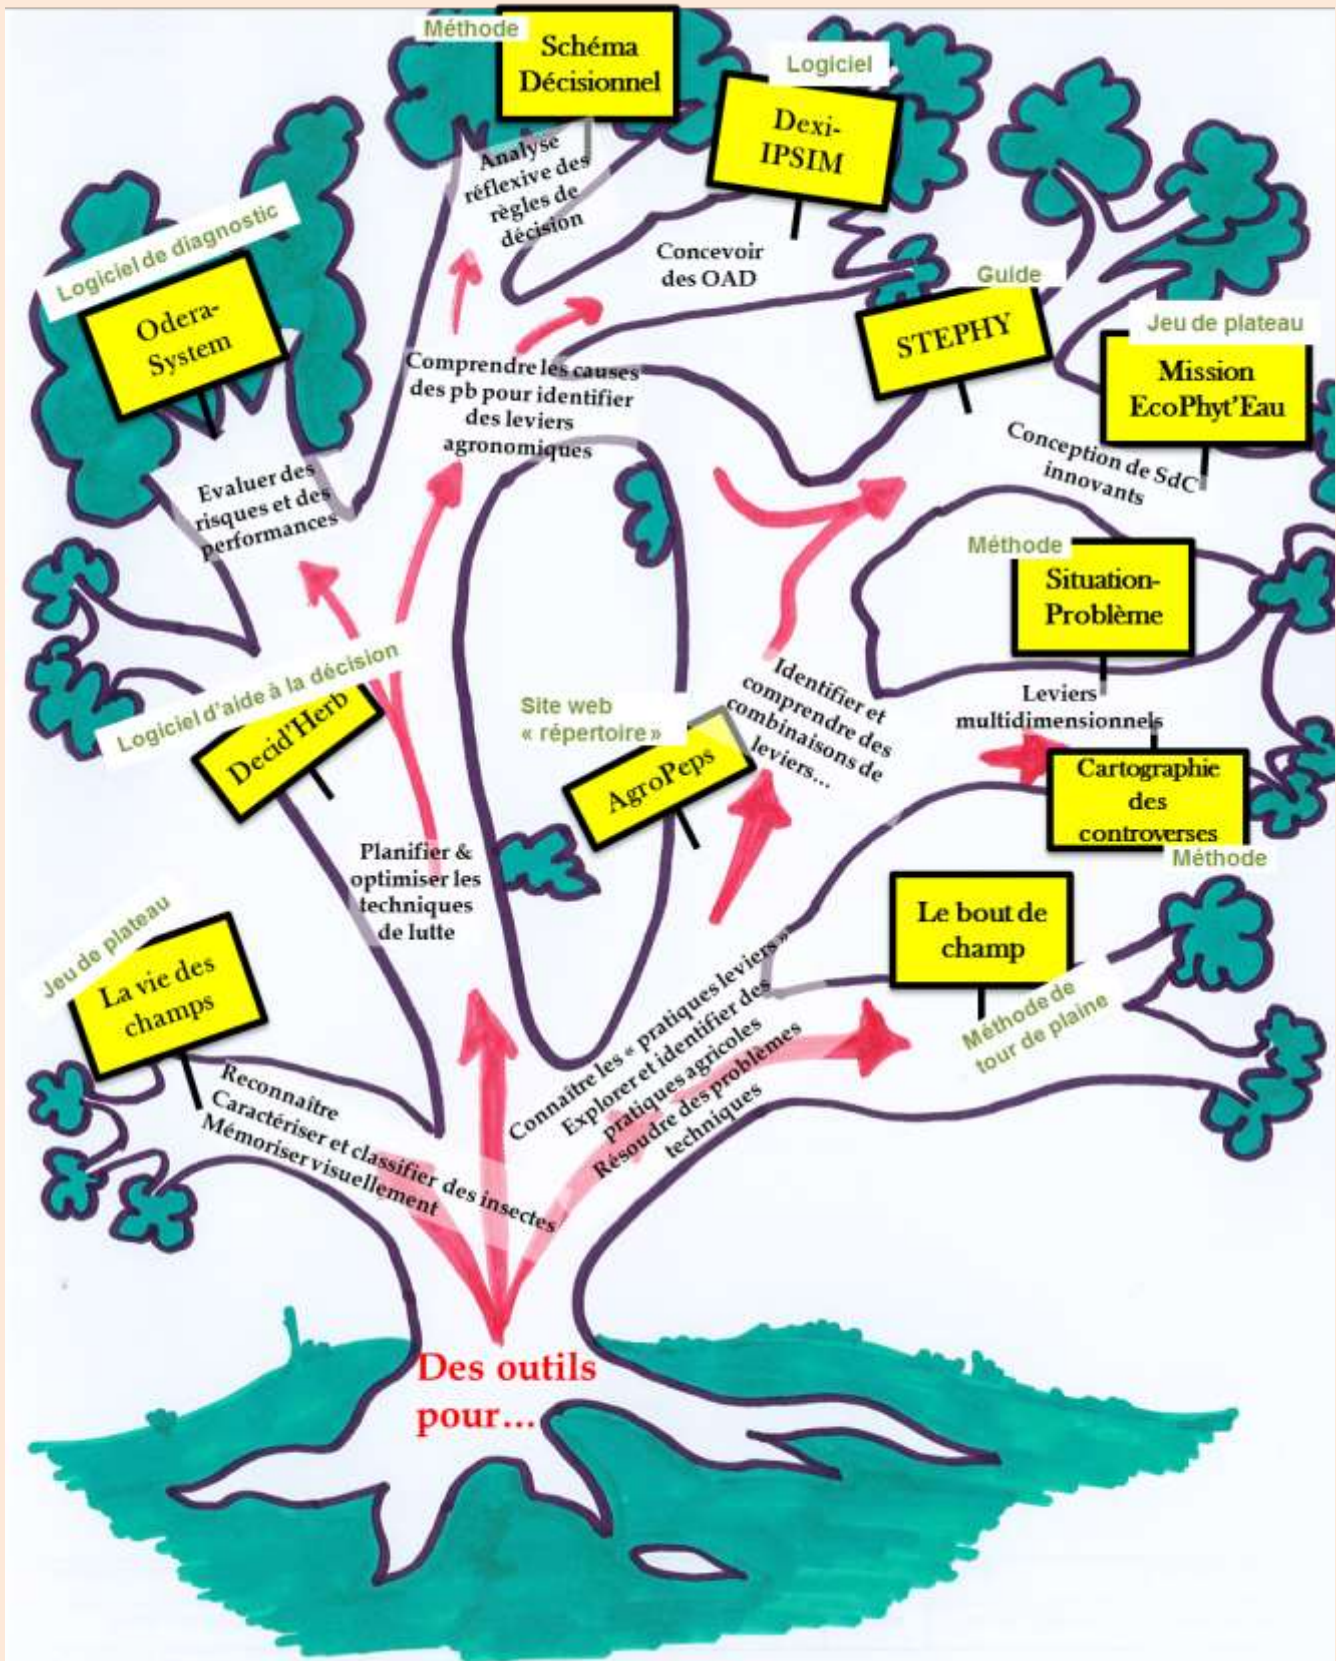 Méthode
Schéma
Décisionnel
Logiciel
Dexi-
IPSIM
Analyse
réflexive des
règles de
décision
Concevoir
des OAD
Logiciel de diagnostic
Odera-
System
Guide
STEPHY
Jeu de plateau
Mission
EcoPhyt'Eau
Comprendre les causes
des pb pour identifier
des leviers
agronomiques
Conception de SdC
innovants
Evaluer des
risques et des
performances
Méthode
Situation-
Problème
Logiciel d'aide à la décision
Decid'Herb
Site web
« répertoire »
AgroPeps
Identifier et
comprendre des
combinaisons de
leviers...
Leviers
multidimensionnels
Cartographie
des
controverses
Méthode
Planifier &
optimiser les
techniques
de lutte
Le bout de
champ
Méthode de
tour de plaine
Jeu de plateau
La vie des
champs
Connaître les « pratiques leviers »
Explorer et identifier des
pratiques agricoles
Résoudre des problèmes
techniques
Reconnaître
Caractériser et classifier des insectes
Mémoriser visuellement
Des outils
pour...